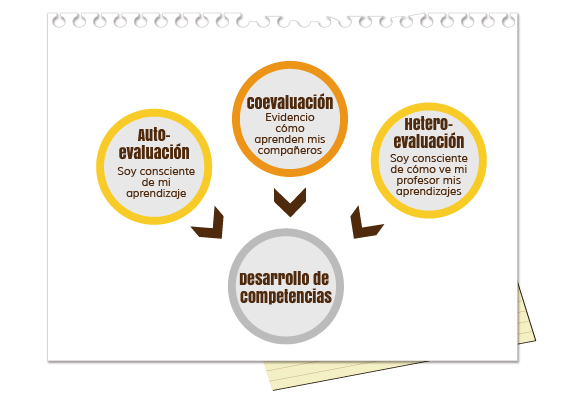 Auto-
evaluación
Soy consciente
de mi
aprendizaje
Coevaluación
Evidencio
cómo
aprenden mis
compañeros
Hetero-
evaluación
Soy consciente
de cómo ve mi
profesor mis
aprendizajes
Desarrollo de
competencias